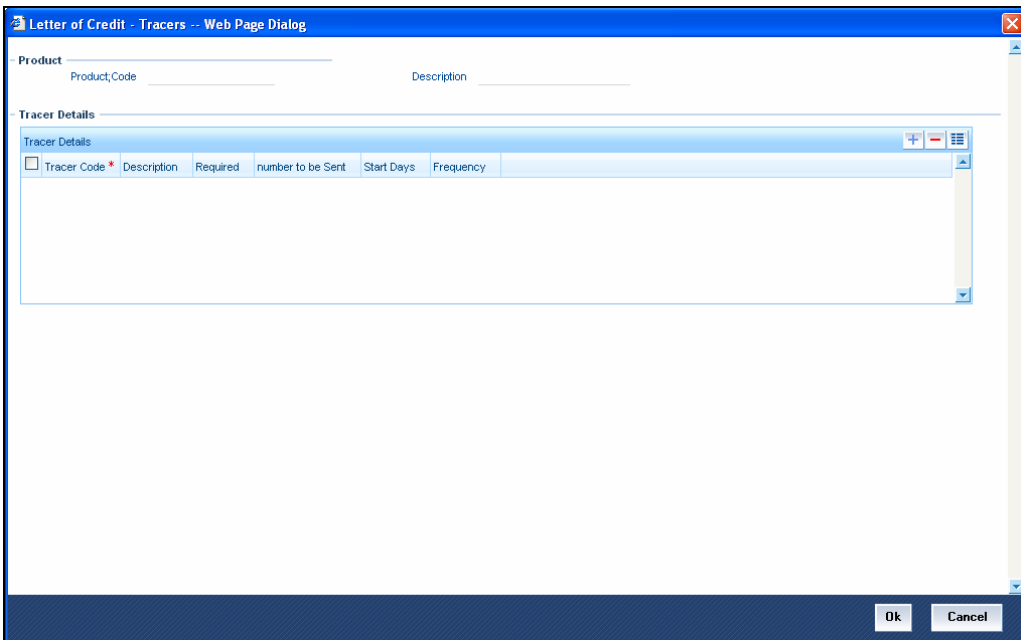 Letter of Credit - Tracers -- Web Page Dialog
Product
Product;Code Description
Tracer Details
Tracer Details
Tracer Code * Description Required number to be Sent Start Days Frequency
Ok Cancel